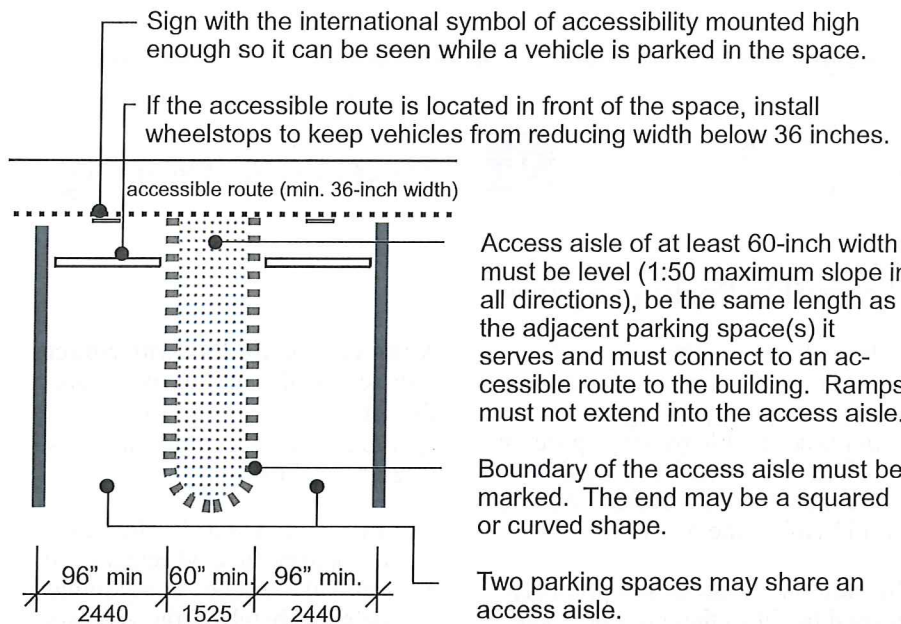 Sign with the international symbol of accessibility mounted high
enough so it can be seen while a vehicle is parked in the space.
If the accessible route is located in front of the space, install
wheelstops to keep vehicles from reducing width below 36 inches.
accessible route (min. 36-inch width)
Access aisle of at least 60-inch width
must be level (1:50 maximum slope in
all directions), be the same length as
the adjacent parking space(s) it
serves and must connect to an ac-
cessible route to the building. Ramps
must not extend into the access aisle.
Boundary of the access aisle must be
marked. The end may be a squared
or curved shape.
Two parking spaces may share an
access aisle.
96" min 60" min. 96" min.
2440 1525 2440